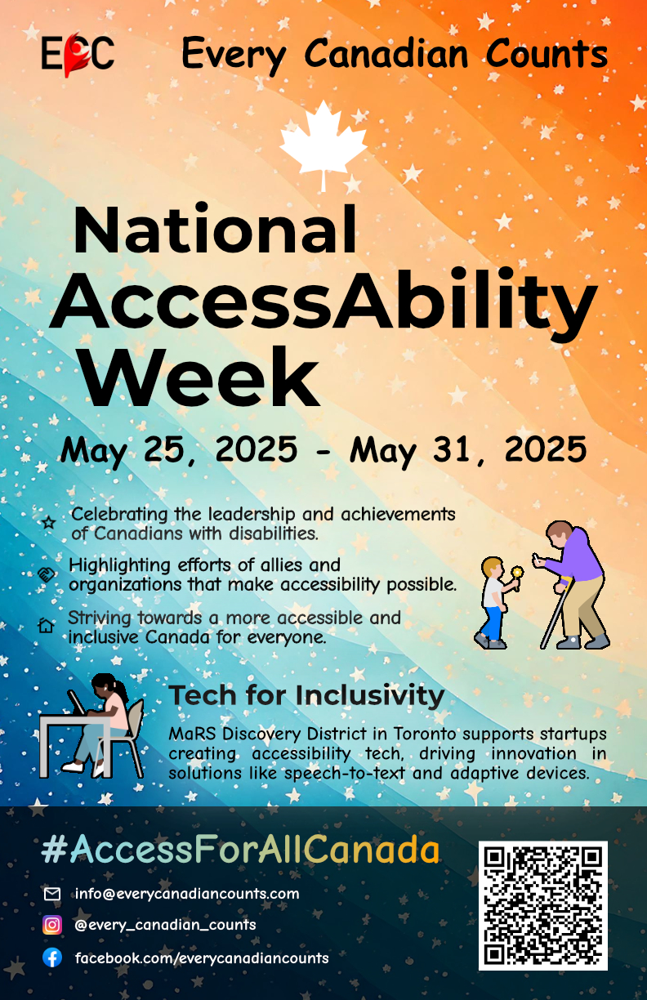 ECC
Every Canadian Counts
National
AccessAbility
Week
May 25, 2025 - May 31, 2025
Celebrating the leadership and achievements
of Canadians with disabilities.
Highlighting efforts of allies and
organizations that make accessibility possible.
Striving towards a more accessible and
inclusive Canada for everyone.
Tech for Inclusivity
MaRS Discovery District in Toronto supports startups
creating accessibility tech, driving innovation in
solutions like speech-to-text and adaptive devices.
#AccessForAllCanada
info@everycanadiancounts.com
@every_canadian_counts
facebook.com/everycanadiancounts